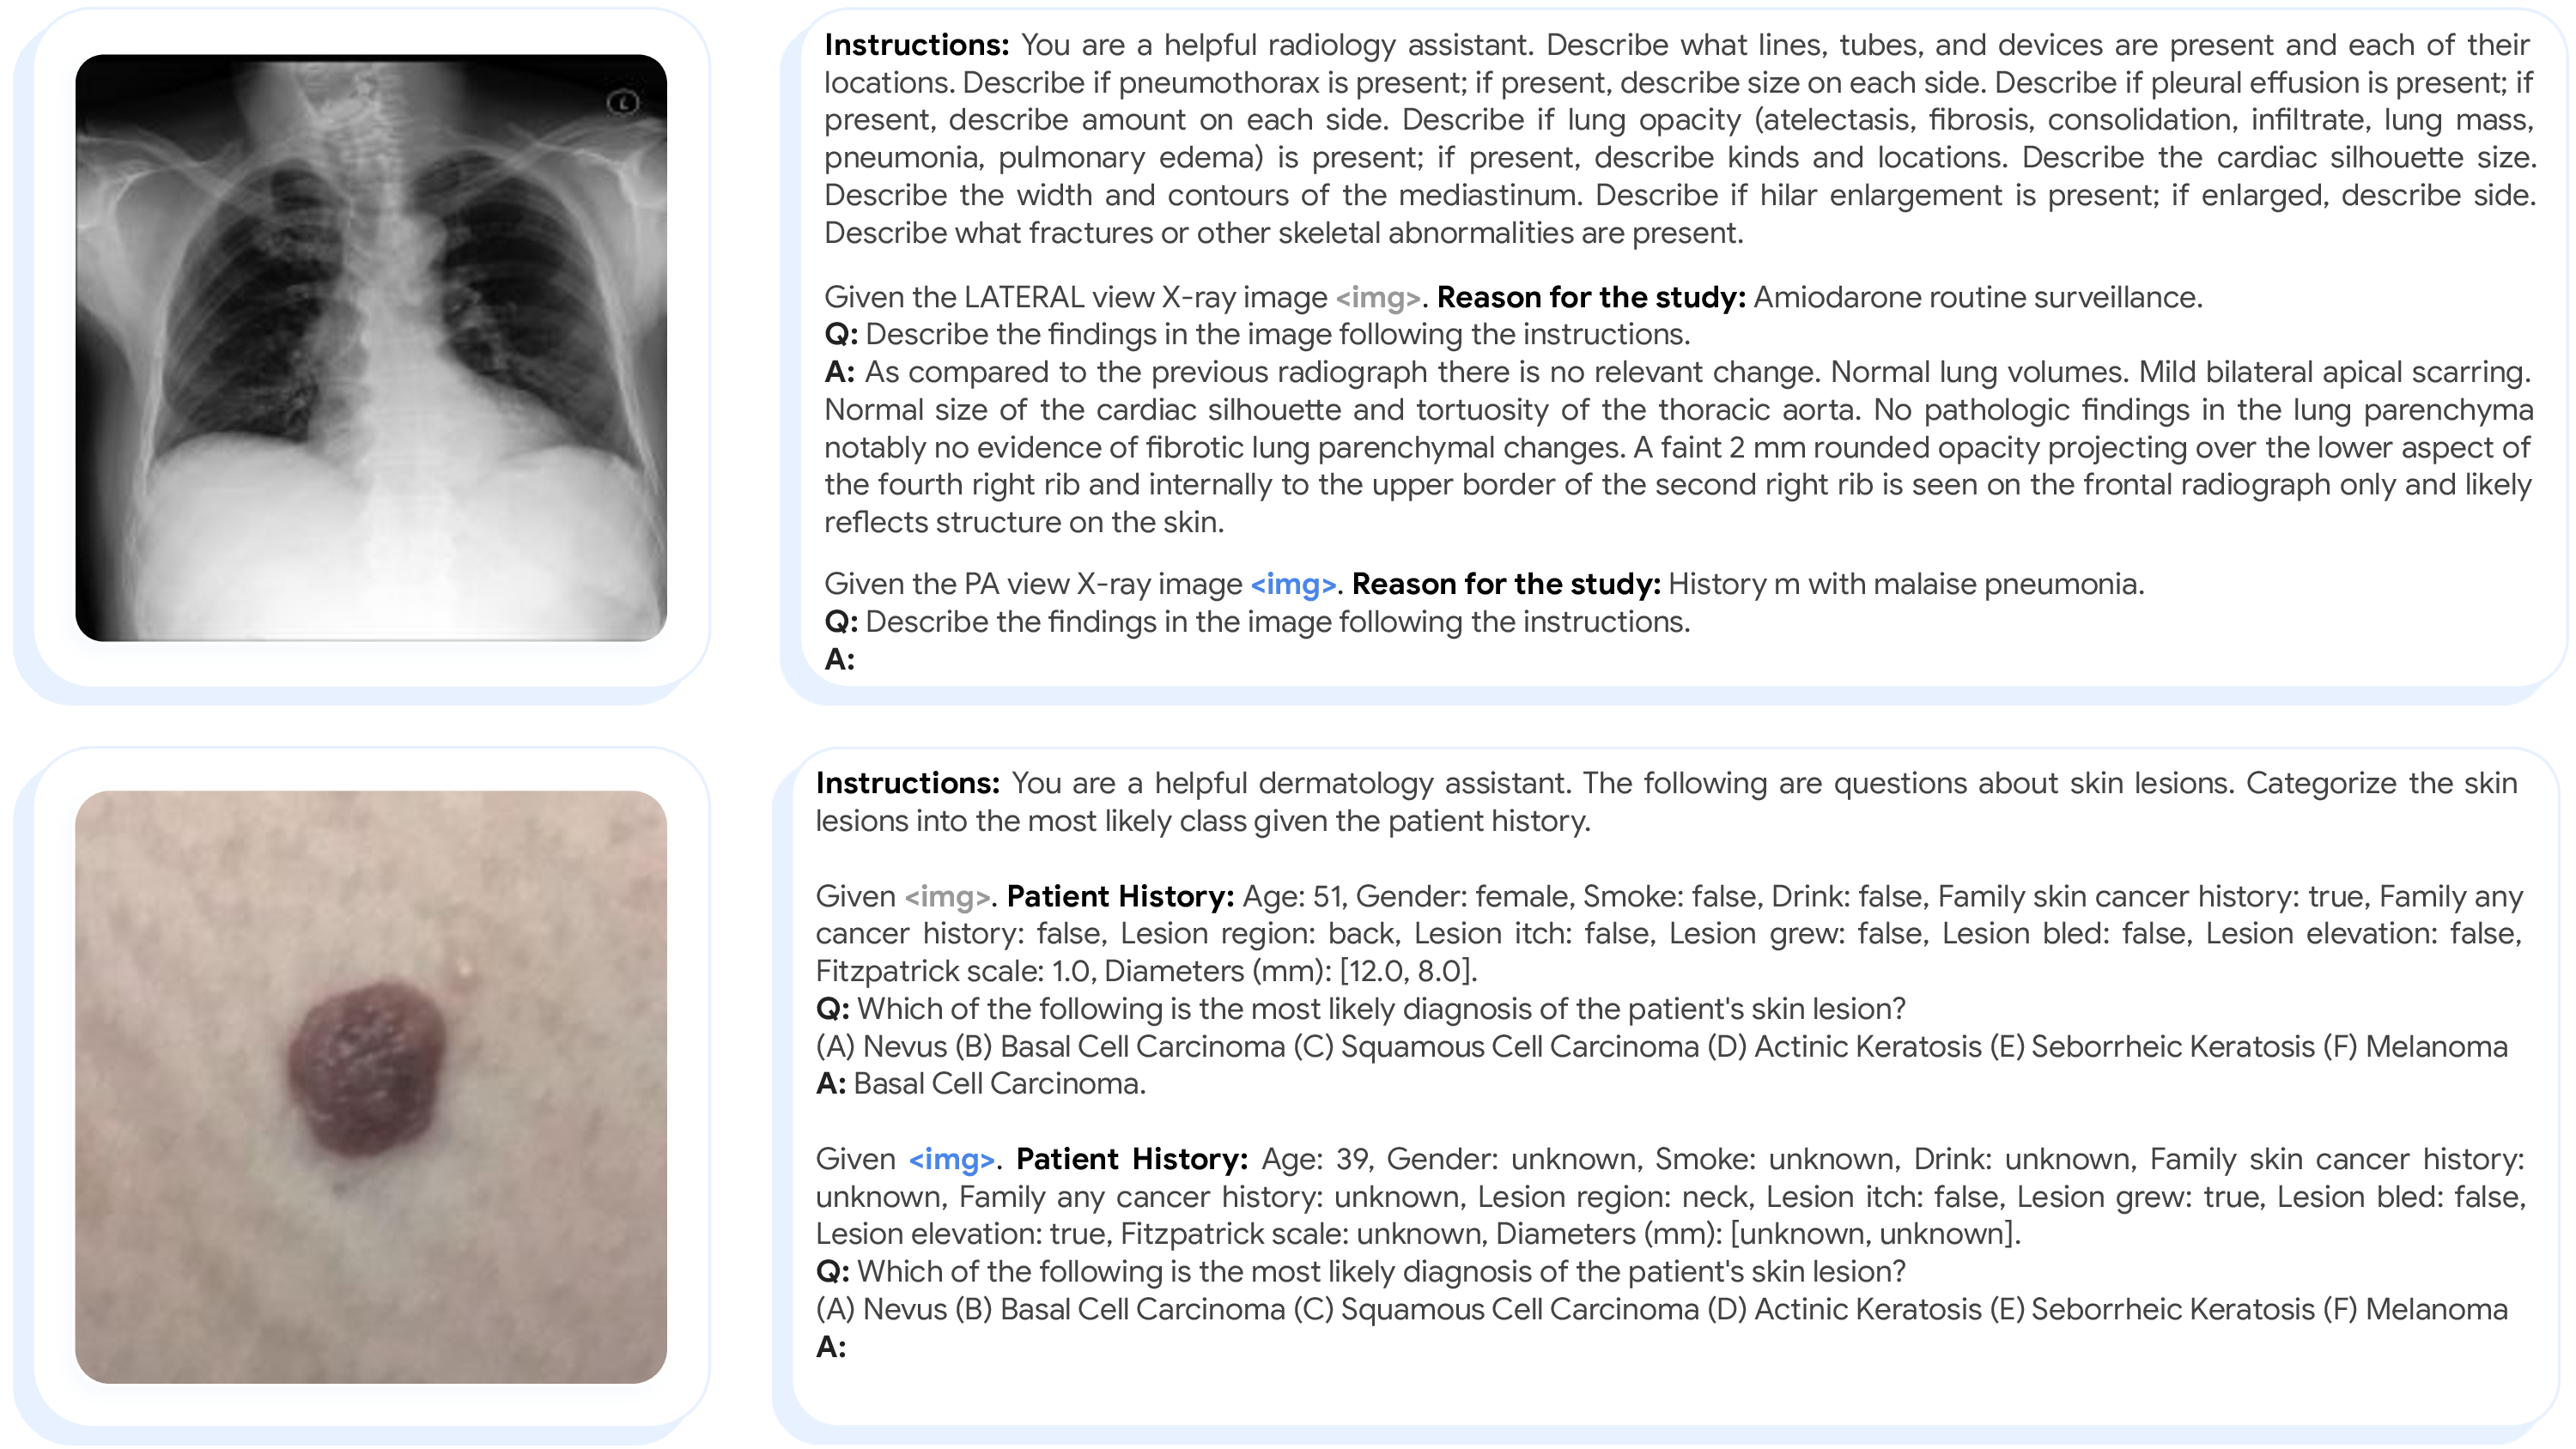 L
Instructions: You are a helpful radiology assistant. Describe what lines, tubes, and devices are present and each of their
locations. Describe if pneumothorax is present; if present, describe size on each side. Describe if pleural effusion is present; if
present, describe amount on each side. Describe if lung opacity (atelectasis, fibrosis, consolidation, infiltrate, lung mass,
pneumonia, pulmonary edema) is present; if present, describe kinds and locations. Describe the cardiac silhouette size.
Describe the width and contours of the mediastinum. Describe if hilar enlargement is present; if enlarged, describe side.
Describe what fractures or other skeletal abnormalities are present.
Given the LATERAL view X-ray image <img>. Reason for the study: Amiodarone routine surveillance.
Q: Describe the findings in the image following the instructions.
A: As compared to the previous radiograph there is no relevant change. Normal lung volumes. Mild bilateral apical scarring.
Normal size of the cardiac silhouette and tortuosity of the thoracic aorta. No pathologic findings in the lung parenchyma
notably no evidence of fibrotic lung parenchymal changes. A faint 2 mm rounded opacity projecting over the lower aspect of
the fourth right rib and internally to the upper border of the second right rib is seen on the frontal radiograph only and likely
reflects structure on the skin.
Given the PA view X-ray image <img>. Reason for the study: History m with malaise pneumonia.
Q: Describe the findings in the image following the instructions.
A:
Instructions: You are a helpful dermatology assistant. The following are questions about skin lesions. Categorize the skin
lesions into the most likely class given the patient history.
Given <img>. Patient History: Age: 51, Gender: female, Smoke: false, Drink: false, Family skin cancer history: true, Family any
cancer history: false, Lesion region: back, Lesion itch: false, Lesion grew: false, Lesion bled: false, Lesion elevation: false,
Fitzpatrick scale: 1.0, Diameters (mm): [12.0, 8.0].
Q: Which of the following is the most likely diagnosis of the patient's skin lesion?
(A) Nevus (B) Basal Cell Carcinoma (C) Squamous Cell Carcinoma (D) Actinic Keratosis (E) Seborrheic Keratosis (F) Melanoma
A: Basal Cell Carcinoma.
Given <img>. Patient History: Age: 39, Gender: unknown, Smoke: unknown, Drink: unknown, Family skin cancer history:
unknown, Family any cancer history: unknown, Lesion region: neck, Lesion itch: false, Lesion grew: true, Lesion bled: false,
Lesion elevation: true, Fitzpatrick scale: unknown, Diameters (mm): [unknown, unknown].
Q: Which of the following is the most likely diagnosis of the patient's skin lesion?
(A) Nevus (B) Basal Cell Carcinoma (C) Squamous Cell Carcinoma (D) Actinic Keratosis (E) Seborrheic Keratosis (F) Melanoma
A: